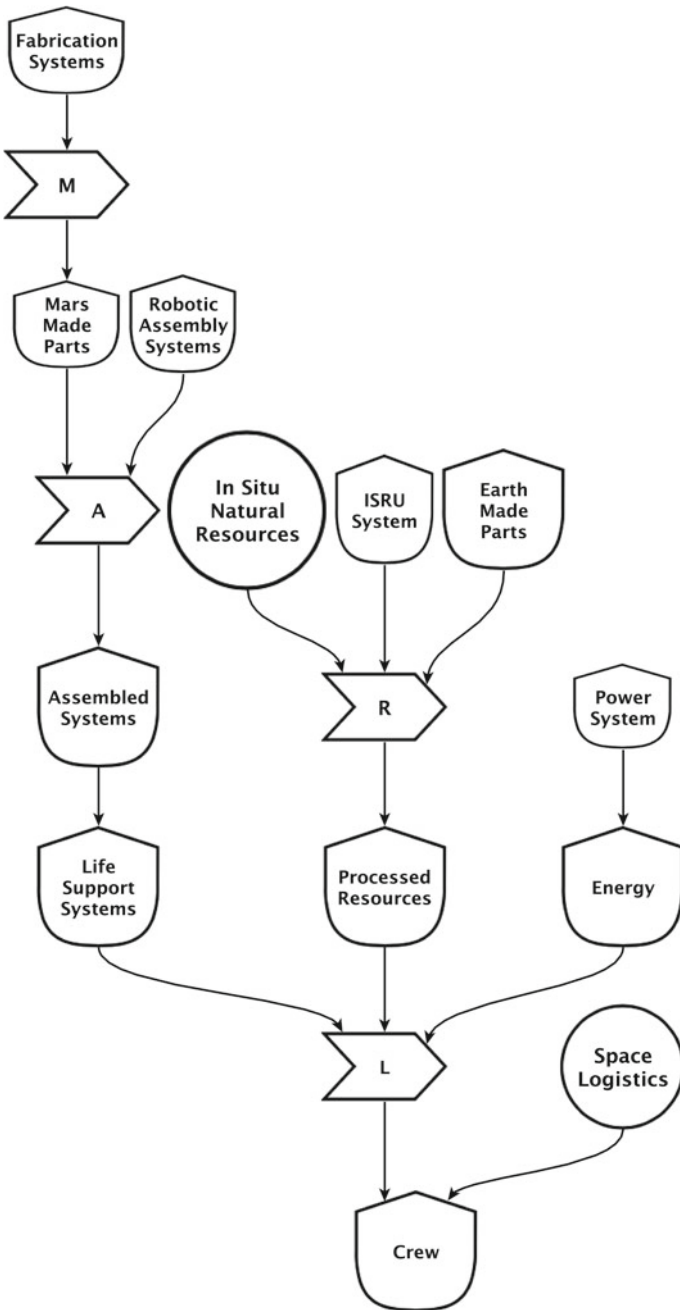 Fabrication
Systems
M
Mars
Made
Parts
Robotic
Assembly
Systems
A
In Situ
Natural
Resources
ISRU
System
Earth
Made
Parts
R
Assembled
Systems
Power
System
Life
Support
Systems
Processed
Resources
Energy
L
Space
Logistics
Crew